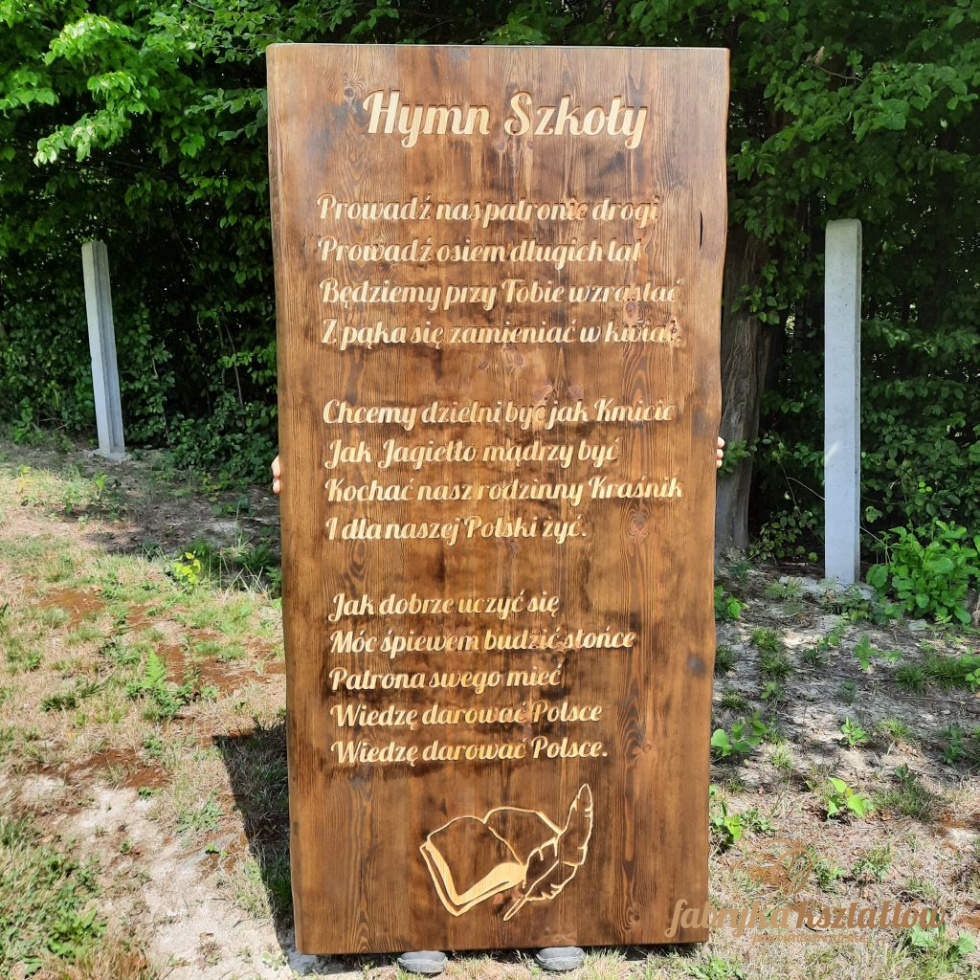 Hymn Szkoły
Prowadź nas patronie drogi
Prowadź osiem długich lat
Będziemy przy Tobie wzrastać
Z pąka się zamieniać w kwiat.
Chcemy dzielni być jak Kmicic
Jak Jagiełło mądrzy być
Kochać nasz rodzinny Kraśnik
I dla naszej Polski żyć.
Jak dobrze uczyć się
Móc śpiewem budzić słońce
Patrona swego mieć
Wiedzę darować Polsce
Wiedzę darować Polsce.
fabryka Kształtów